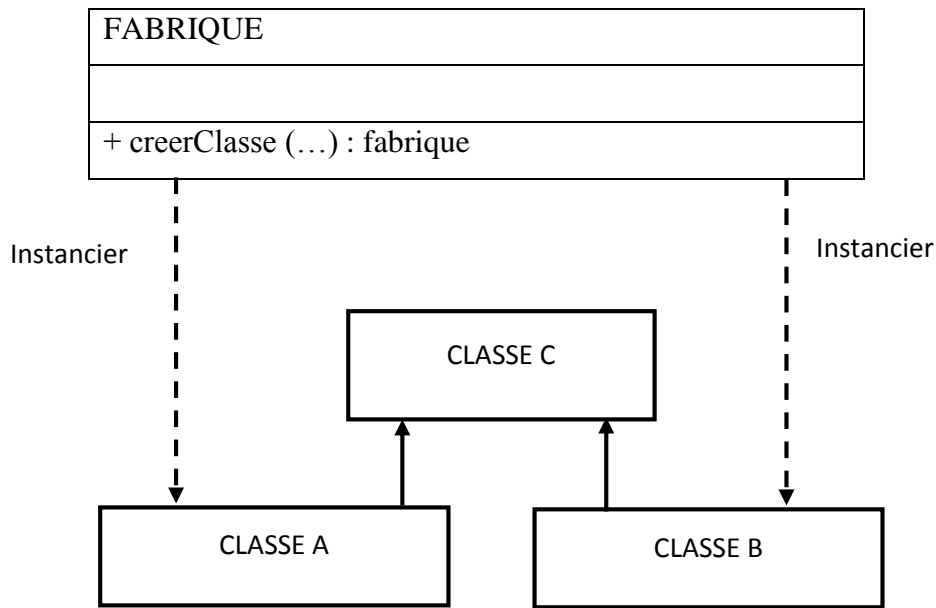 FABRIQUE
+ creerClasse (…) : fabrique
Instancier
Instancier
CLASSE C
CLASSE A
CLASSE B